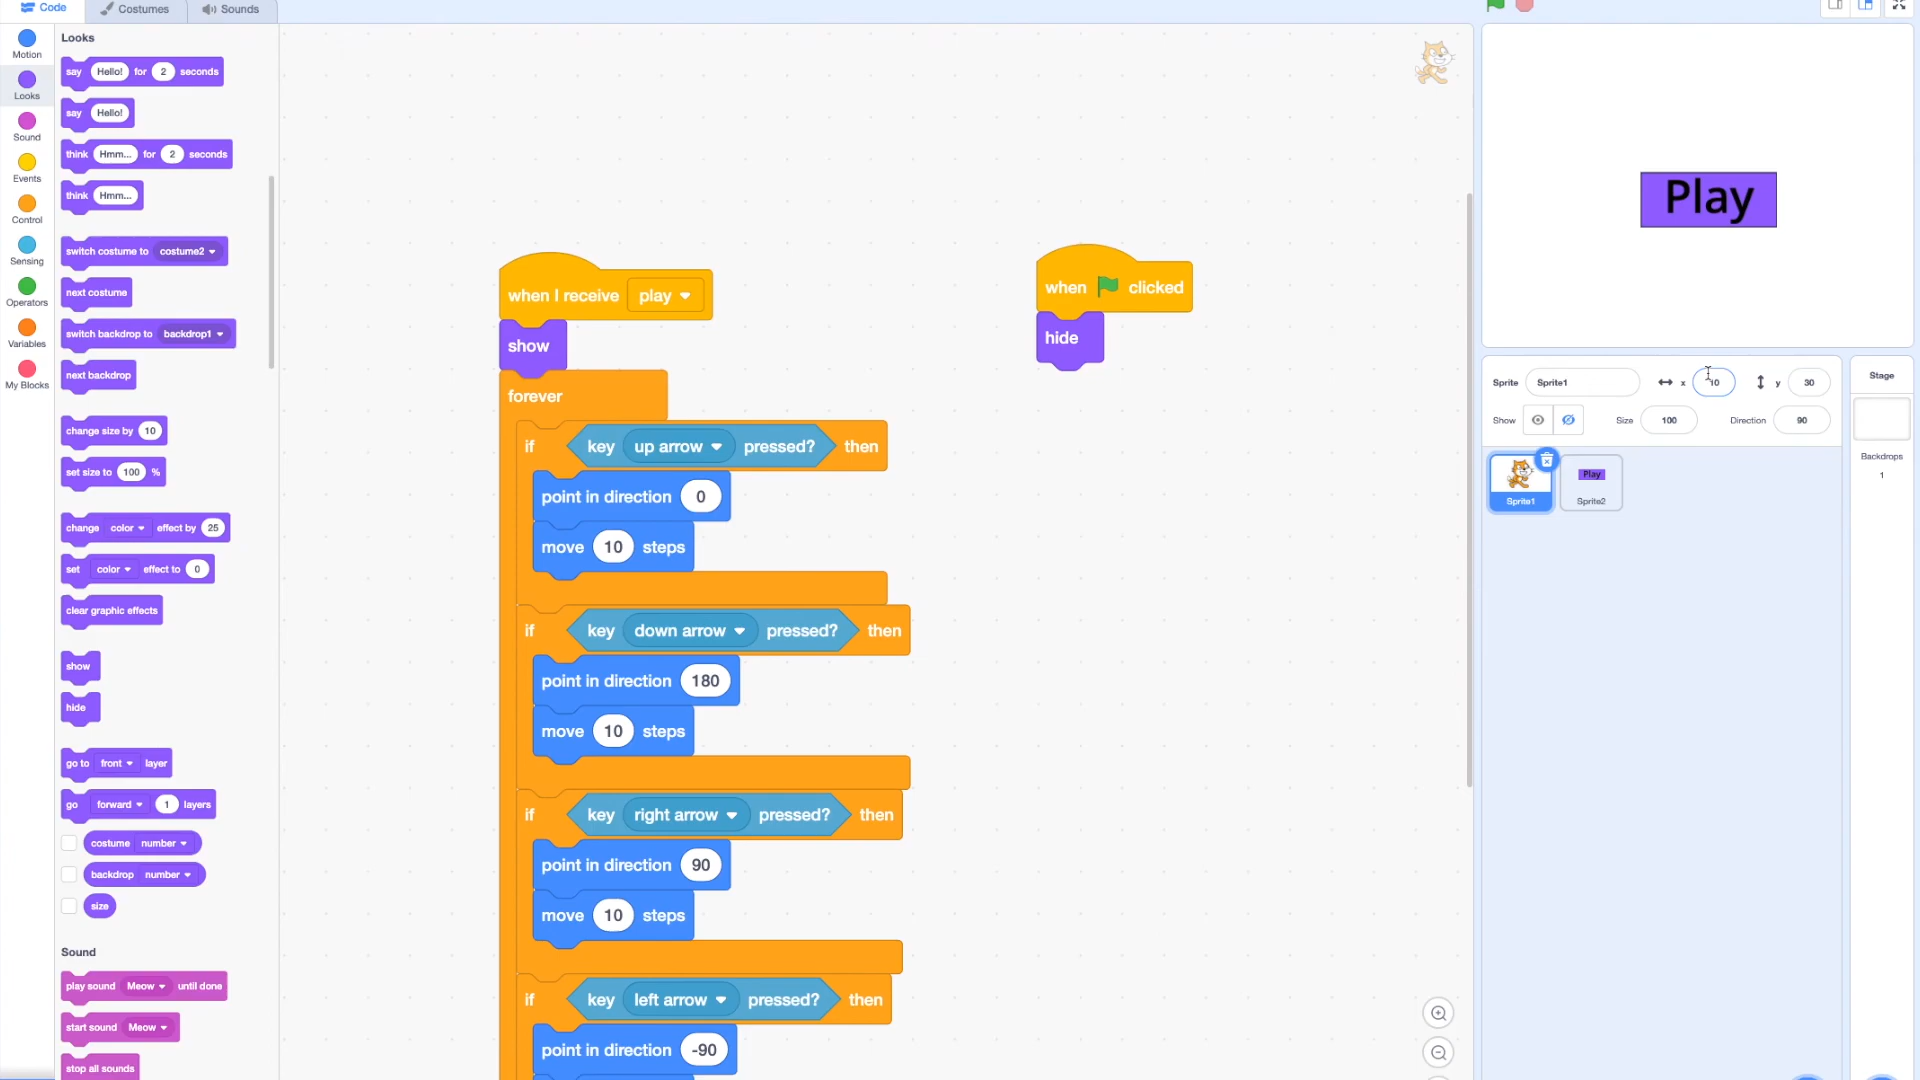 Code
Costumes
Sounds
Motion
Looks
Sound
Events
Control
Sensing
Operators
Variables
My Blocks
Looks
say Hello! for 2 seconds
say Hello!
think Hmm... for 2 seconds
think Hmm...
switch costume to costume2
next costume
switch backdrop to backdrop1
next backdrop
change size by 10
set size to 100 %
change color effect by 25
set color effect to 0
clear graphic effects
show
hide
go to front layer
go forward 1 layers
costume number
backdrop number
size
Sound
play sound Meow until done
start sound Meow
stop all sounds
when I receive play
show
forever
if key up arrow pressed? then
point in direction 0
move 10 steps
if key down arrow pressed? then
point in direction 180
move 10 steps
if key right arrow pressed? then
point in direction 90
move 10 steps
if key left arrow pressed? then
point in direction -90
when clicked
hide
Play
Sprite Sprite1 x 10 y 30
Show Size 100 Direction 90
Sprite1
Play
Sprite2
Stage
Backdrops
1